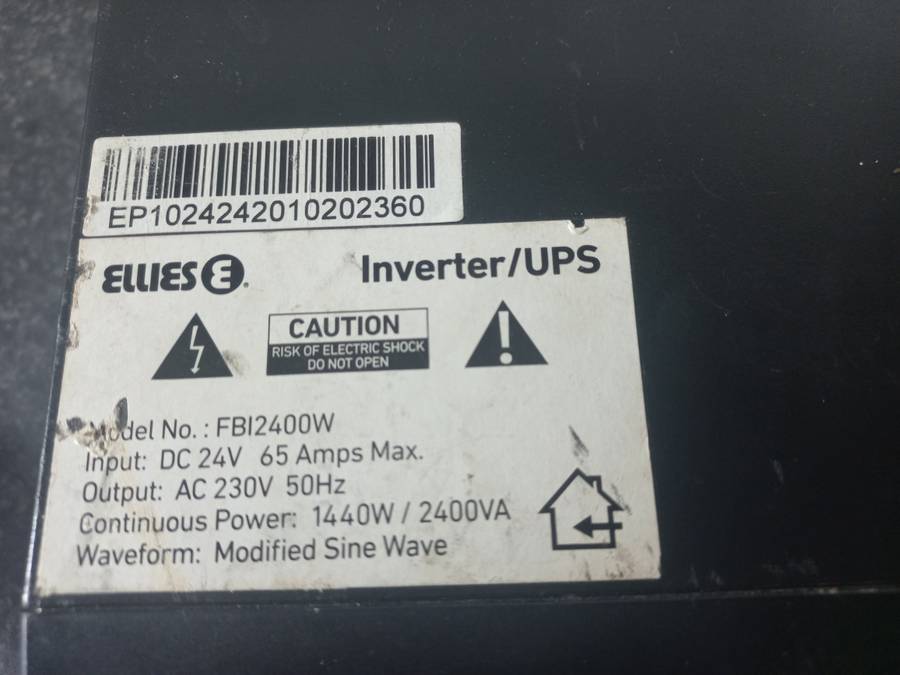 EP1024242010202360
ELLIES E®
Inverter/UPS
CAUTION
RISK OF ELECTRIC SHOCK
DO NOT OPEN
Model No. : FBI2400W
Input: DC 24V 65 Amps Max.
Output: AC 230V 50Hz
Continuous Power: 1440W / 2400VA
Waveform: Modified Sine Wave